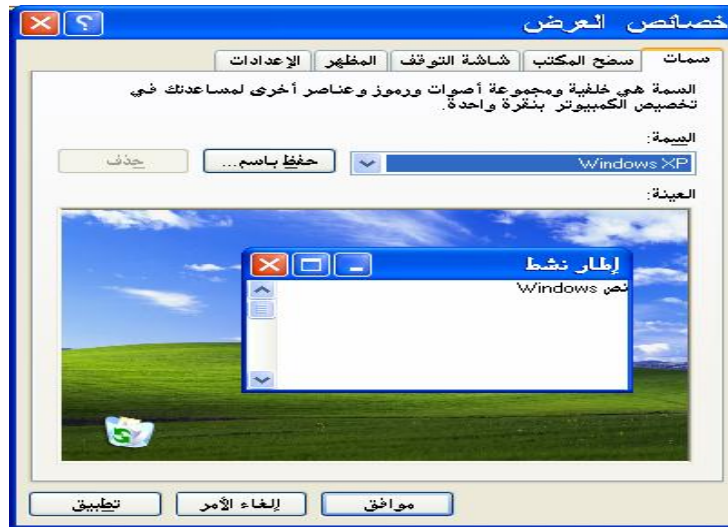 خصائص العرض
سمات سطح المكتب شاشة التوقف المظهر الإعدادات
السمة هي خلفية ومجموعة أصوات ورموز وعناصر أخرى لمساعدتك في
تخصيص الكمبيوتر بنقرة واحدة.
السمة:
Windows XP حفظ باسم... حذف
العينة:
إطار نشط
نص Windows
موافق إلغاء الأمر تطبيق